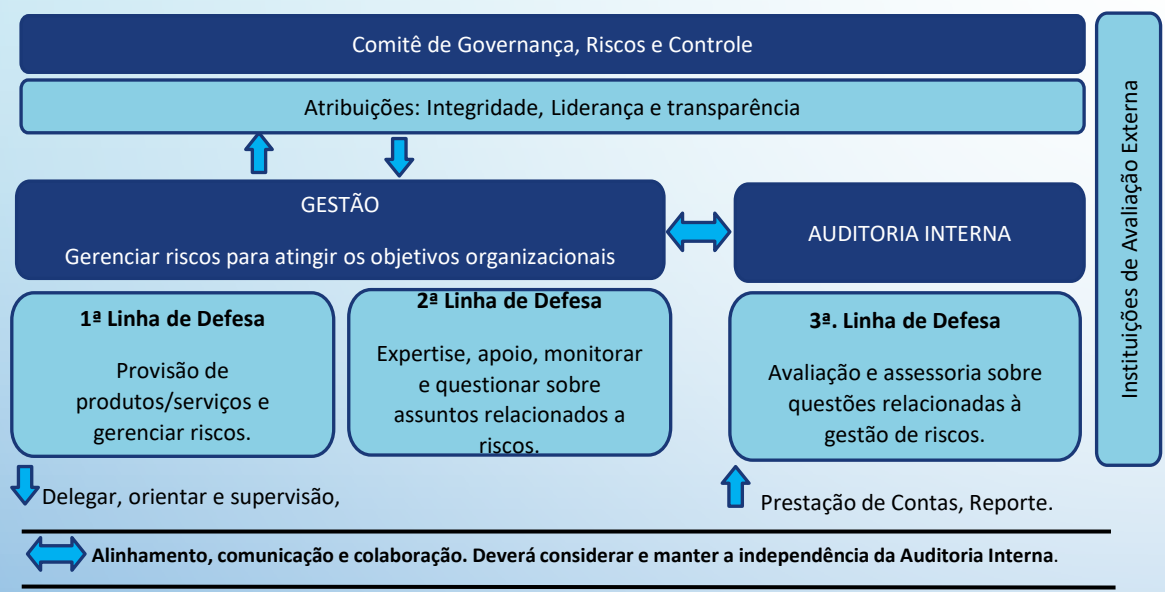 Comitê de Governança, Riscos e Controle
Atribuições: Integridade, Liderança e transparência
GESTÃO
Gerenciar riscos para atingir os objetivos organizacionais
AUDITORIA INTERNA
1ª Linha de Defesa
Provisão de
produtos/serviços e
gerenciar riscos.
2ª Linha de Defesa
Expertise, apoio, monitorar
e questionar sobre
assuntos relacionados a
riscos.
3ª. Linha de Defesa
Avaliação e assessoria sobre
questões relacionadas à
gestão de riscos.
Instituições de Avaliação Externa
Delegar, orientar e supervisão,
Prestação de Contas, Reporte.
Alinhamento, comunicação e colaboração. Deverá considerar e manter a independência da Auditoria Interna.